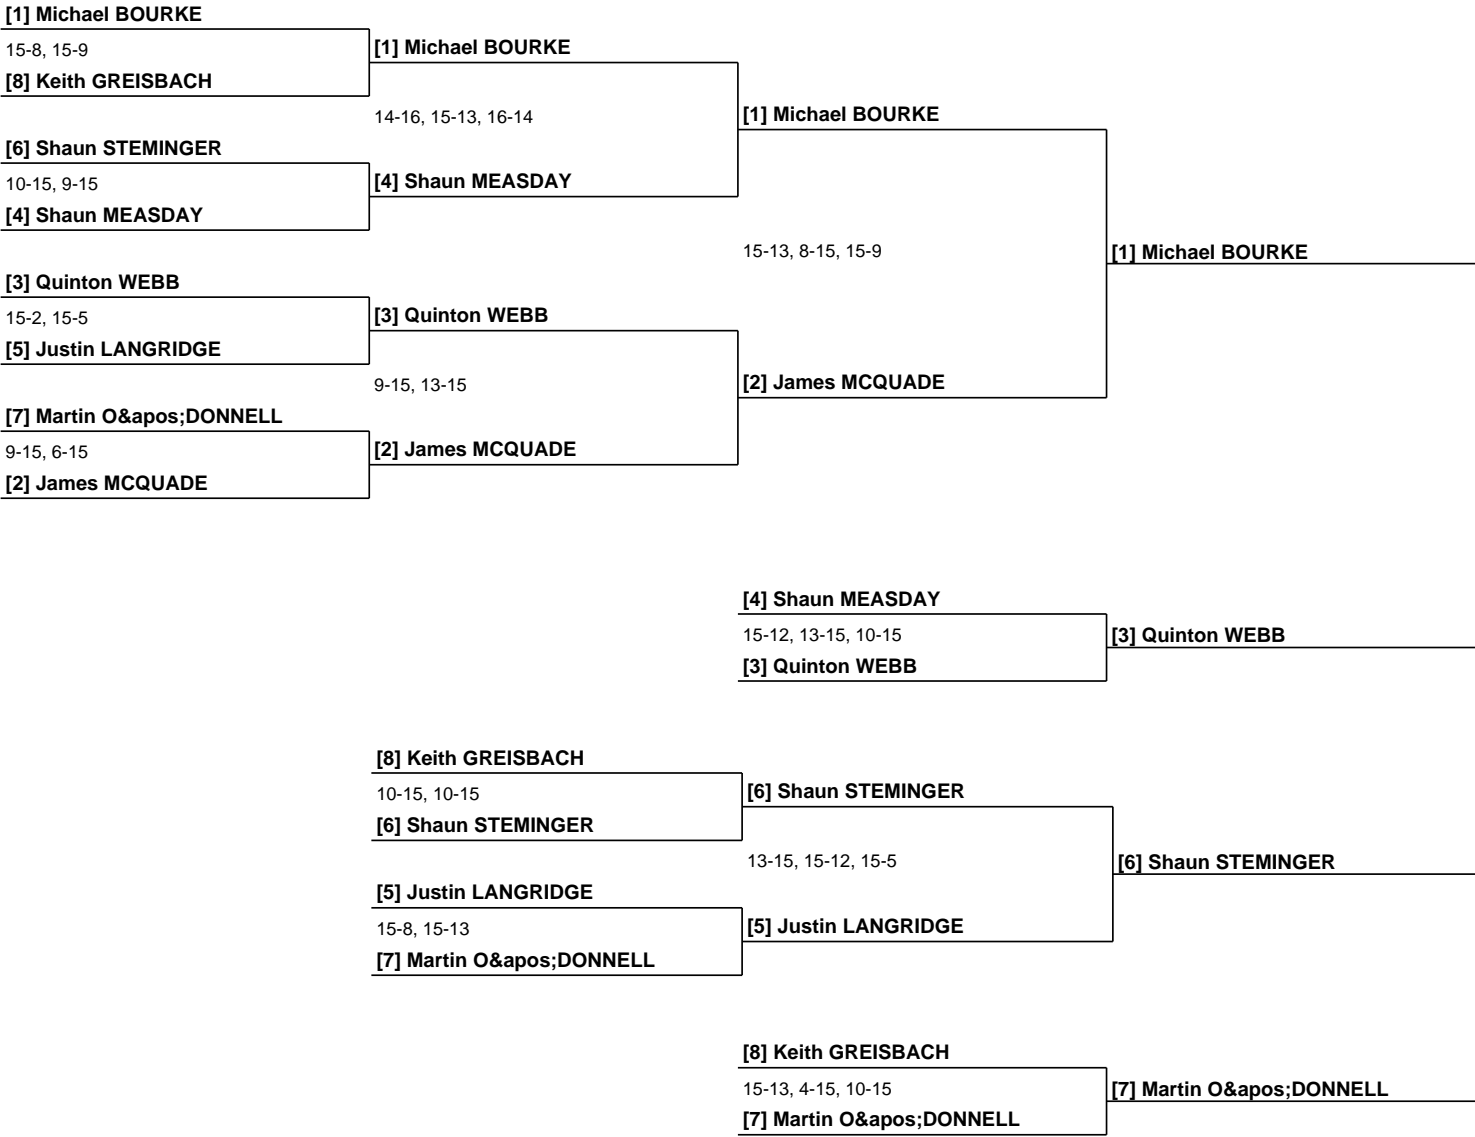 [1] Michael BOURKE
15-8, 15-9
[1] Michael BOURKE
[8] Keith GREISBACH
14-16, 15-13, 16-14
[1] Michael BOURKE
[6] Shaun STEMINGER
10-15, 9-15
[4] Shaun MEASDAY
[4] Shaun MEASDAY
15-13, 8-15, 15-9
[1] Michael BOURKE
[3] Quinton WEBB
15-2, 15-5
[3] Quinton WEBB
[5] Justin LANGRIDGE
9-15, 13-15
[2] James MCQUADE
[7] Martin O&apos;DONNELL
9-15, 6-15
[2] James MCQUADE
[2] James MCQUADE
[4] Shaun MEASDAY
15-12, 13-15, 10-15
[3] Quinton WEBB
[3] Quinton WEBB
[8] Keith GREISBACH
10-15, 10-15
[6] Shaun STEMINGER
[6] Shaun STEMINGER
13-15, 15-12, 15-5
[6] Shaun STEMINGER
[5] Justin LANGRIDGE
15-8, 15-13
[5] Justin LANGRIDGE
[7] Martin O&apos;DONNELL
[8] Keith GREISBACH
15-13, 4-15, 10-15
[7] Martin O&apos;DONNELL
[7] Martin O&apos;DONNELL